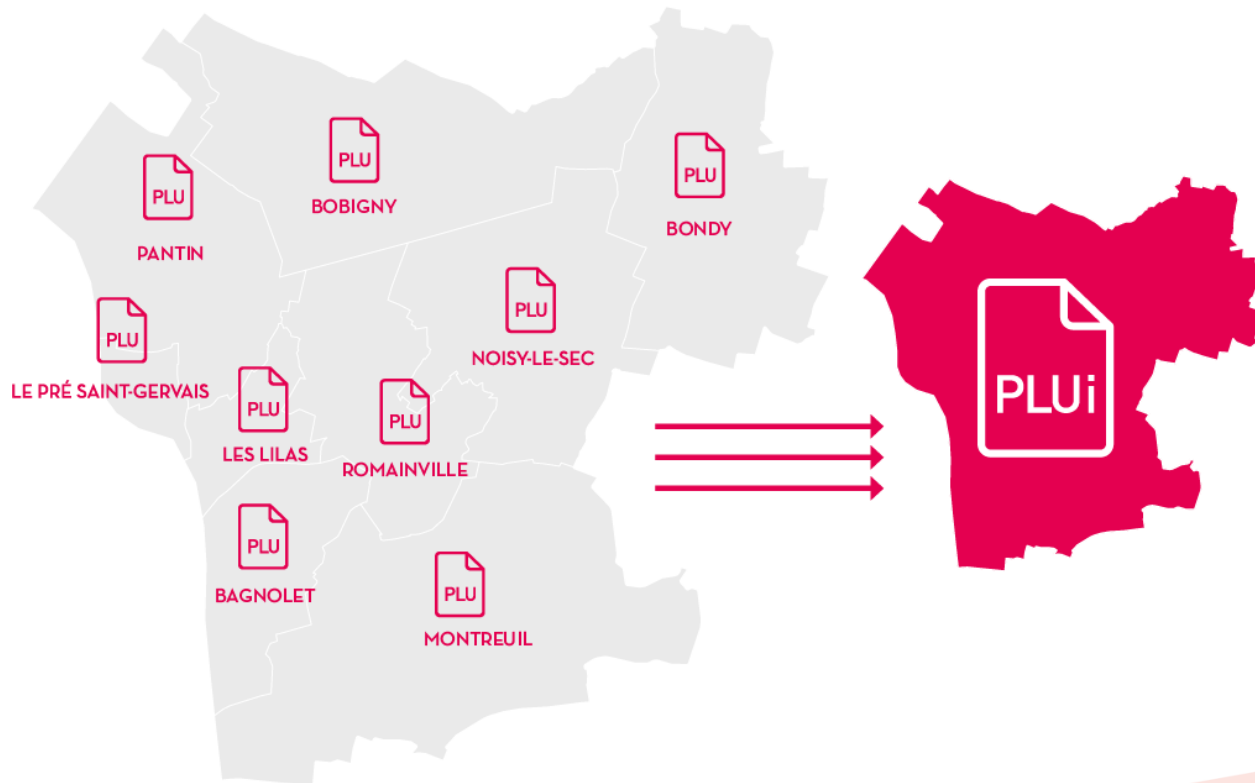 PLU
BOBIGNY
PLU
BONDY
PLU
PANTIN
PLU
NOISY-LE-SEC
PLU
LE PRÉ SAINT-GERVAIS
PLU
LES LILAS
PLU
ROMAINVILLE
PLU
BAGNOLET
PLU
MONTREUIL
PLUi